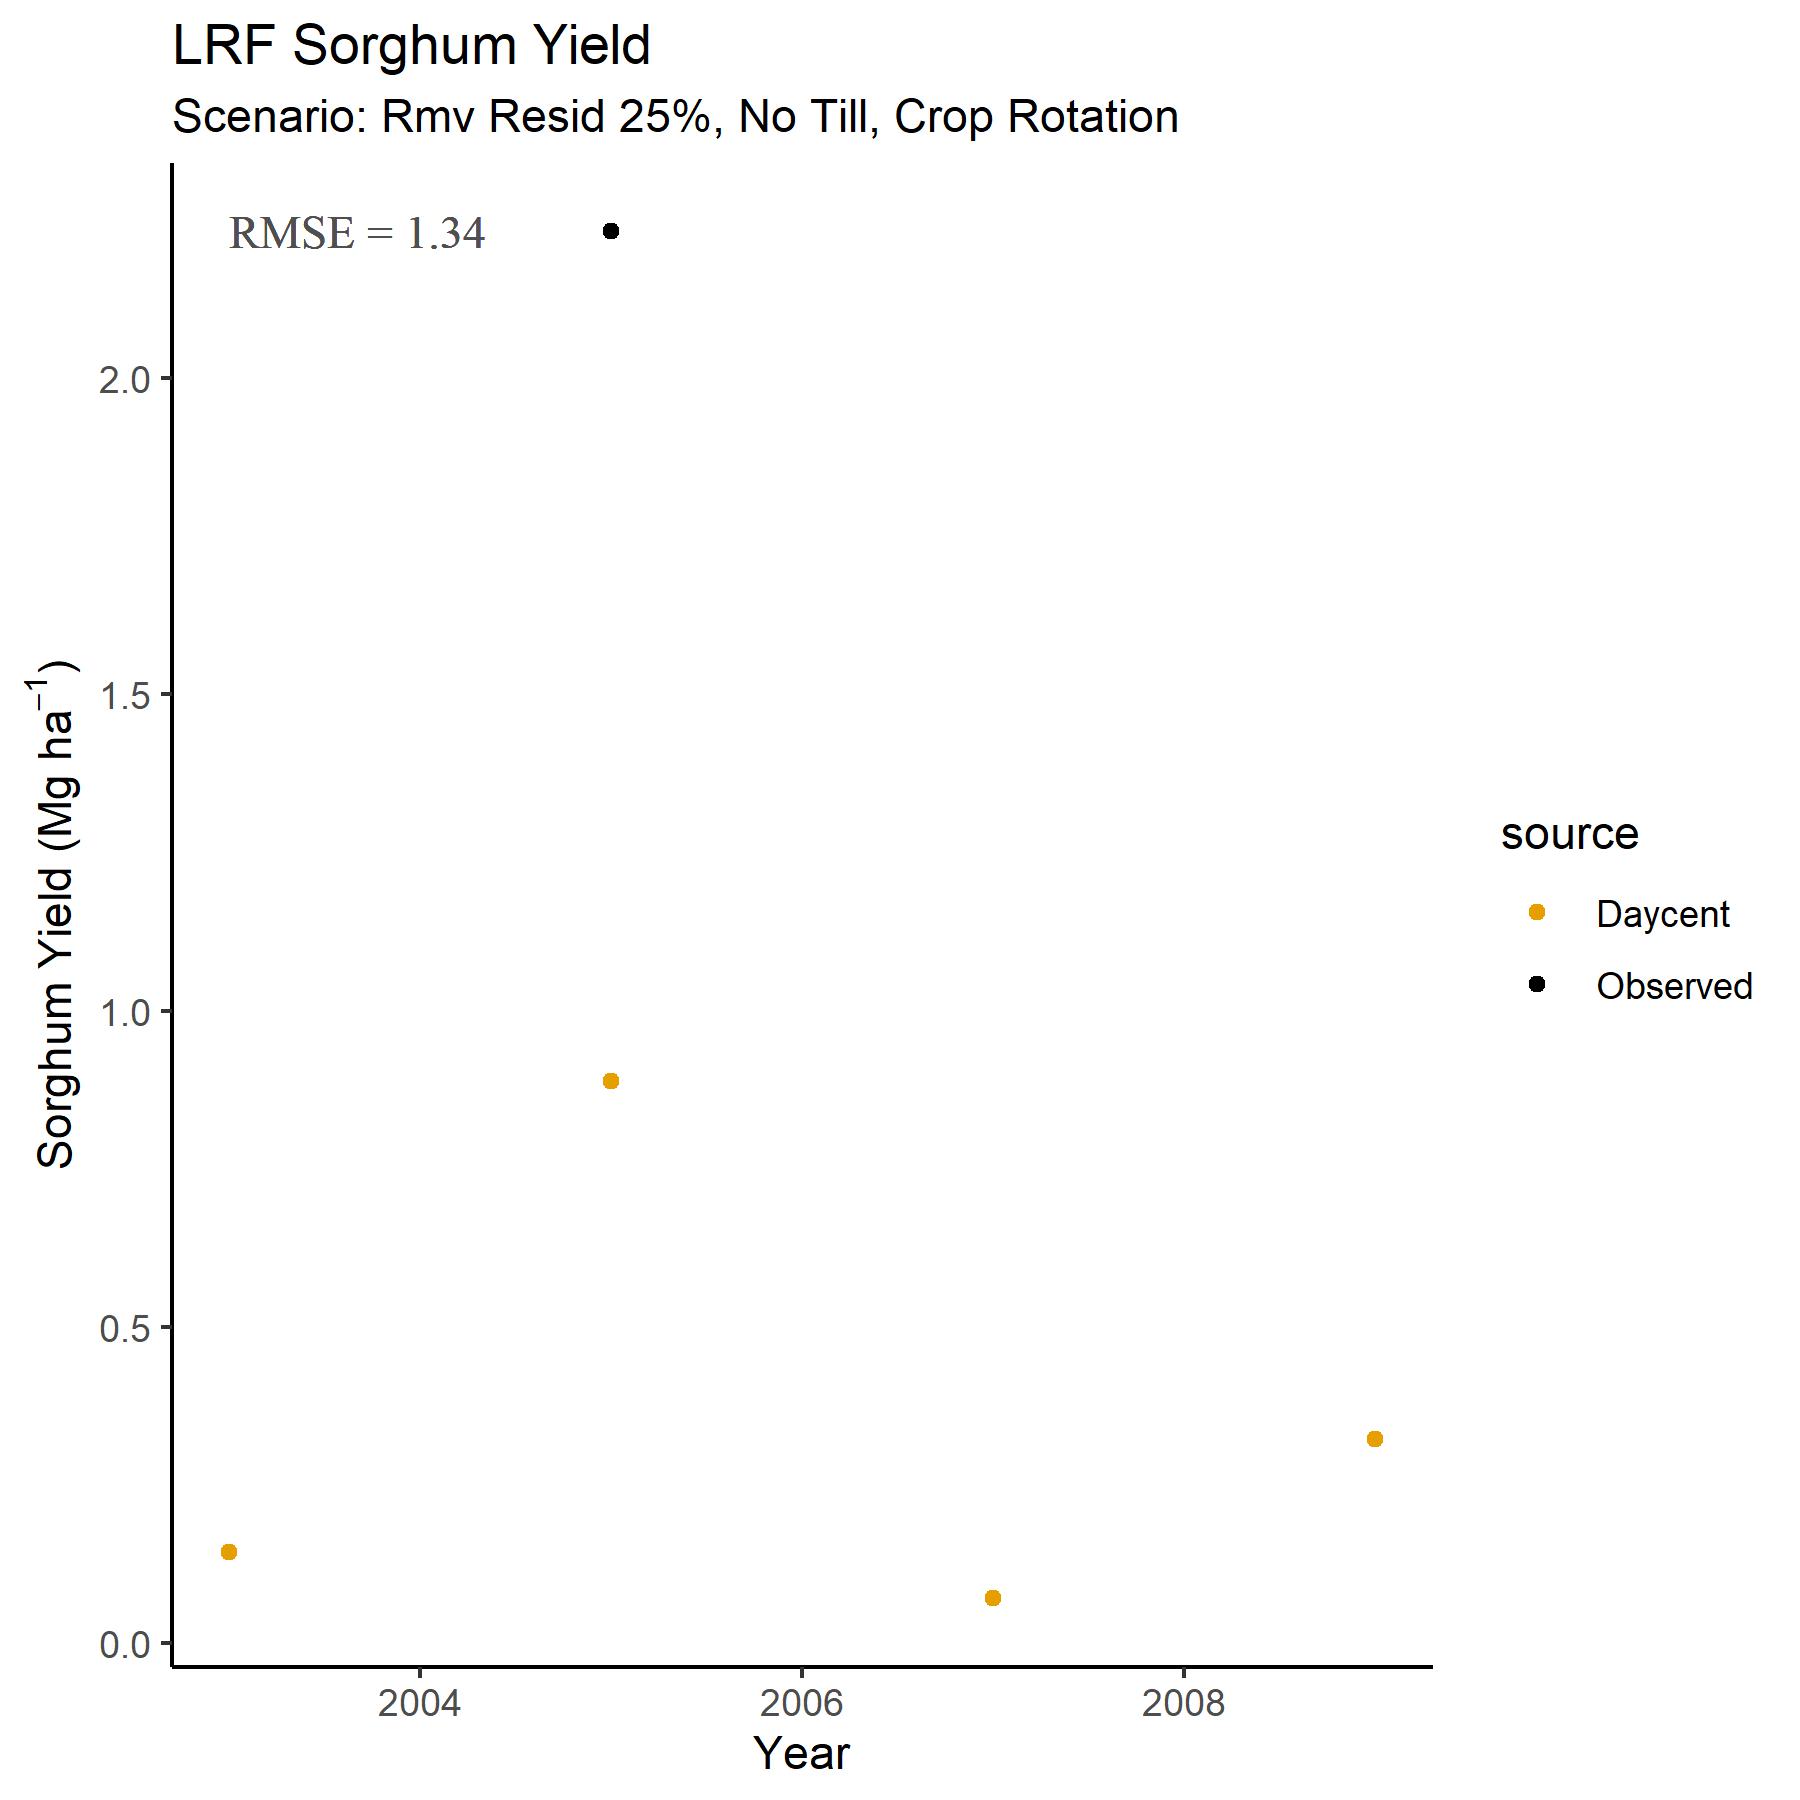 LRF Sorghum Yield
Scenario: Rmv Resid 25%, No Till, Crop Rotation
RMSE = 1.34
2.0
1.5
1.0
0.5
0.0
Sorghum Yield (Mg ha⁻¹)
2004 2006 2008
Year
source
Daycent
Observed